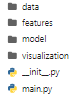 data
features
model
visualization
__init__.py
main.py